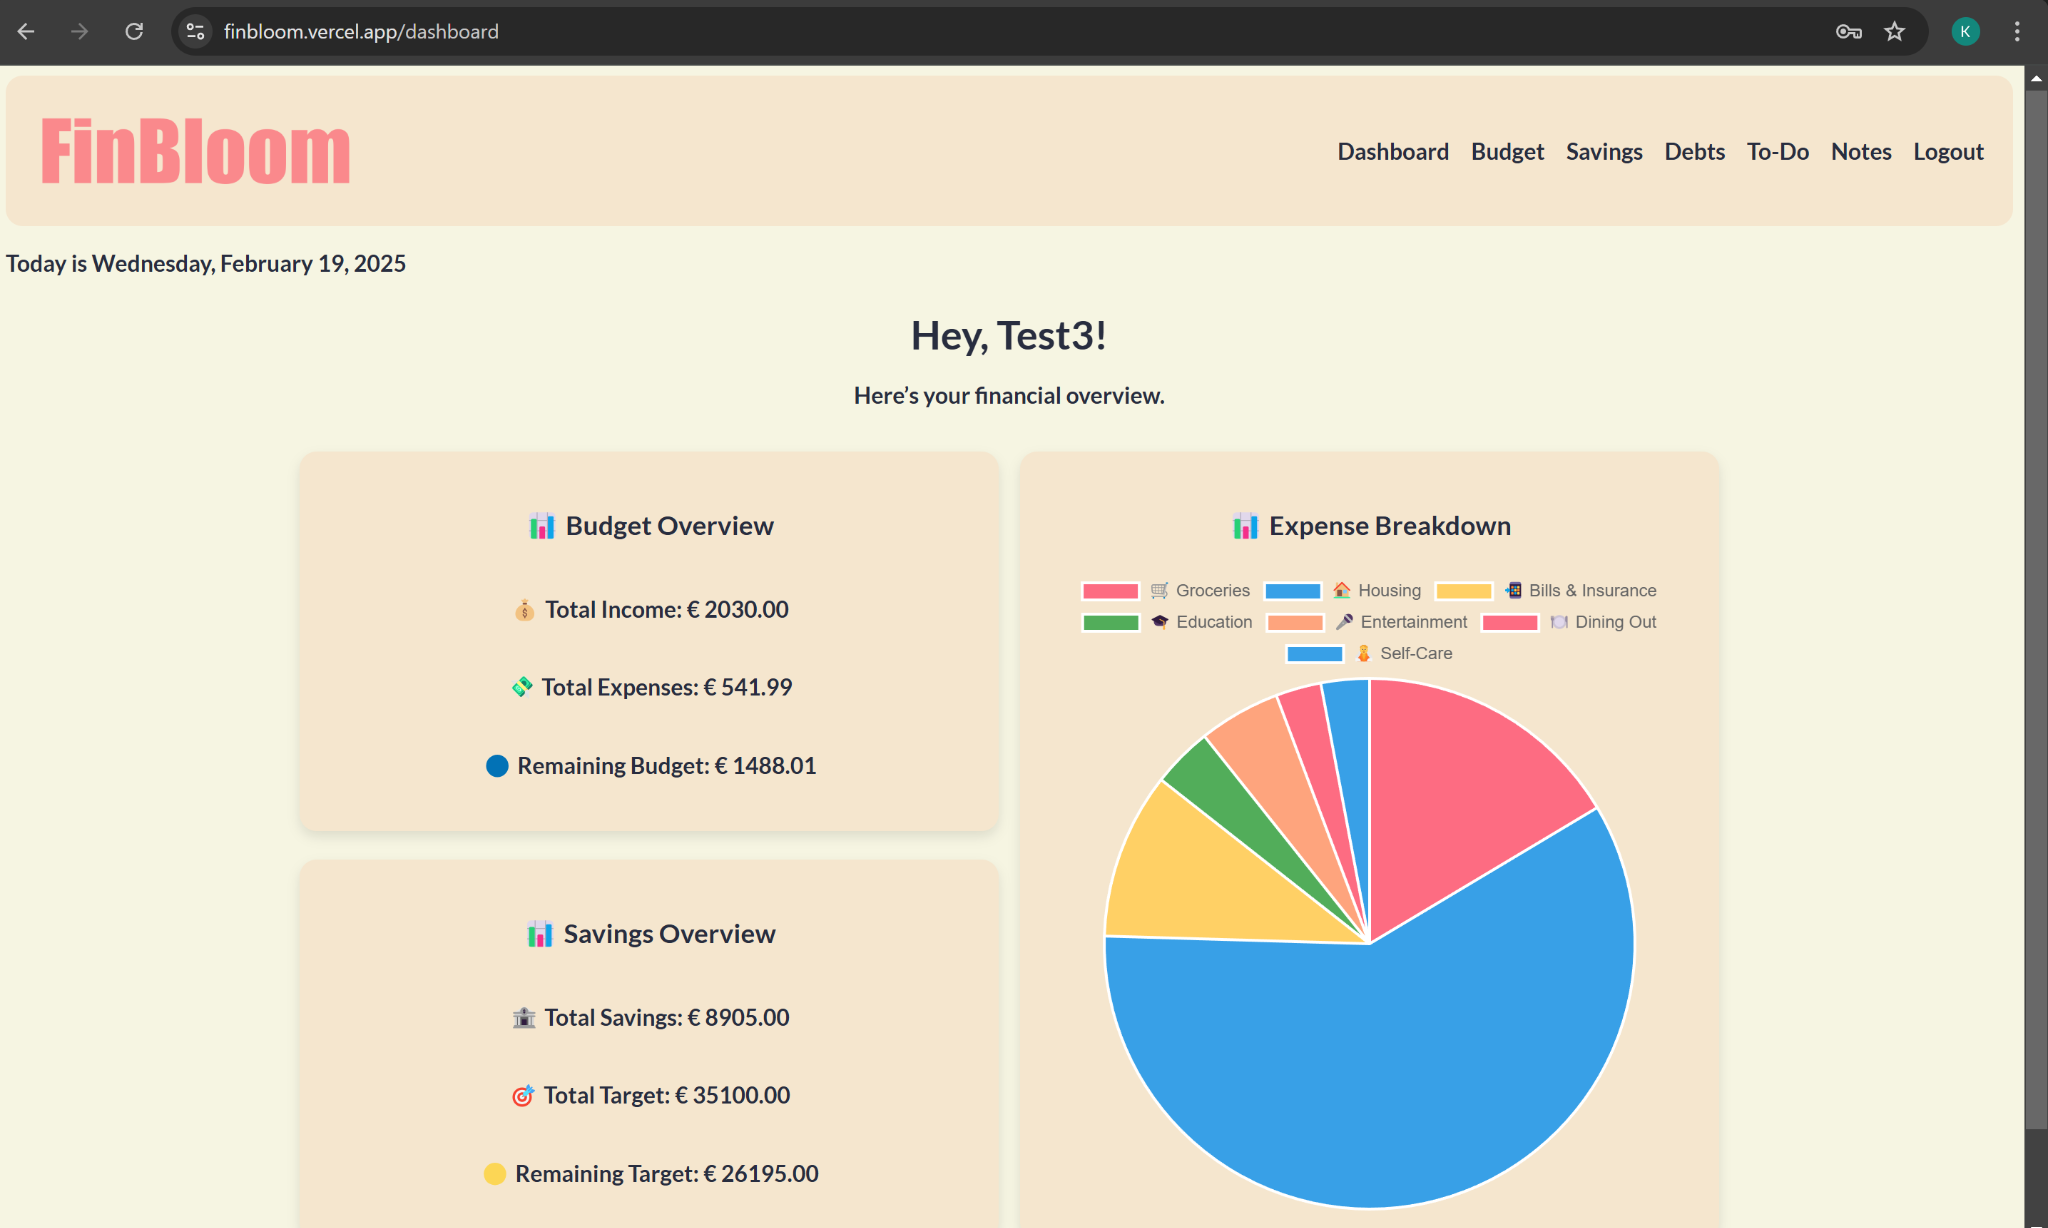 finbloom.vercel.app/dashboard
K
FinBloom
Dashboard Budget Savings Debts To-Do Notes Logout
Today is Wednesday, February 19, 2025
Hey, Test3!
Here’s your financial overview.
📊 Budget Overview
💰 Total Income: € 2030.00
💸 Total Expenses: € 541.99
🔵 Remaining Budget: € 1488.01
📊 Savings Overview
🏦 Total Savings: € 8905.00
🎯 Total Target: € 35100.00
🟡 Remaining Target: € 26195.00
📊 Expense Breakdown
🛒 Groceries 🏠 Housing 📲 Bills & Insurance
🎓 Education 🎤 Entertainment 🍽️ Dining Out
🧘 Self-Care